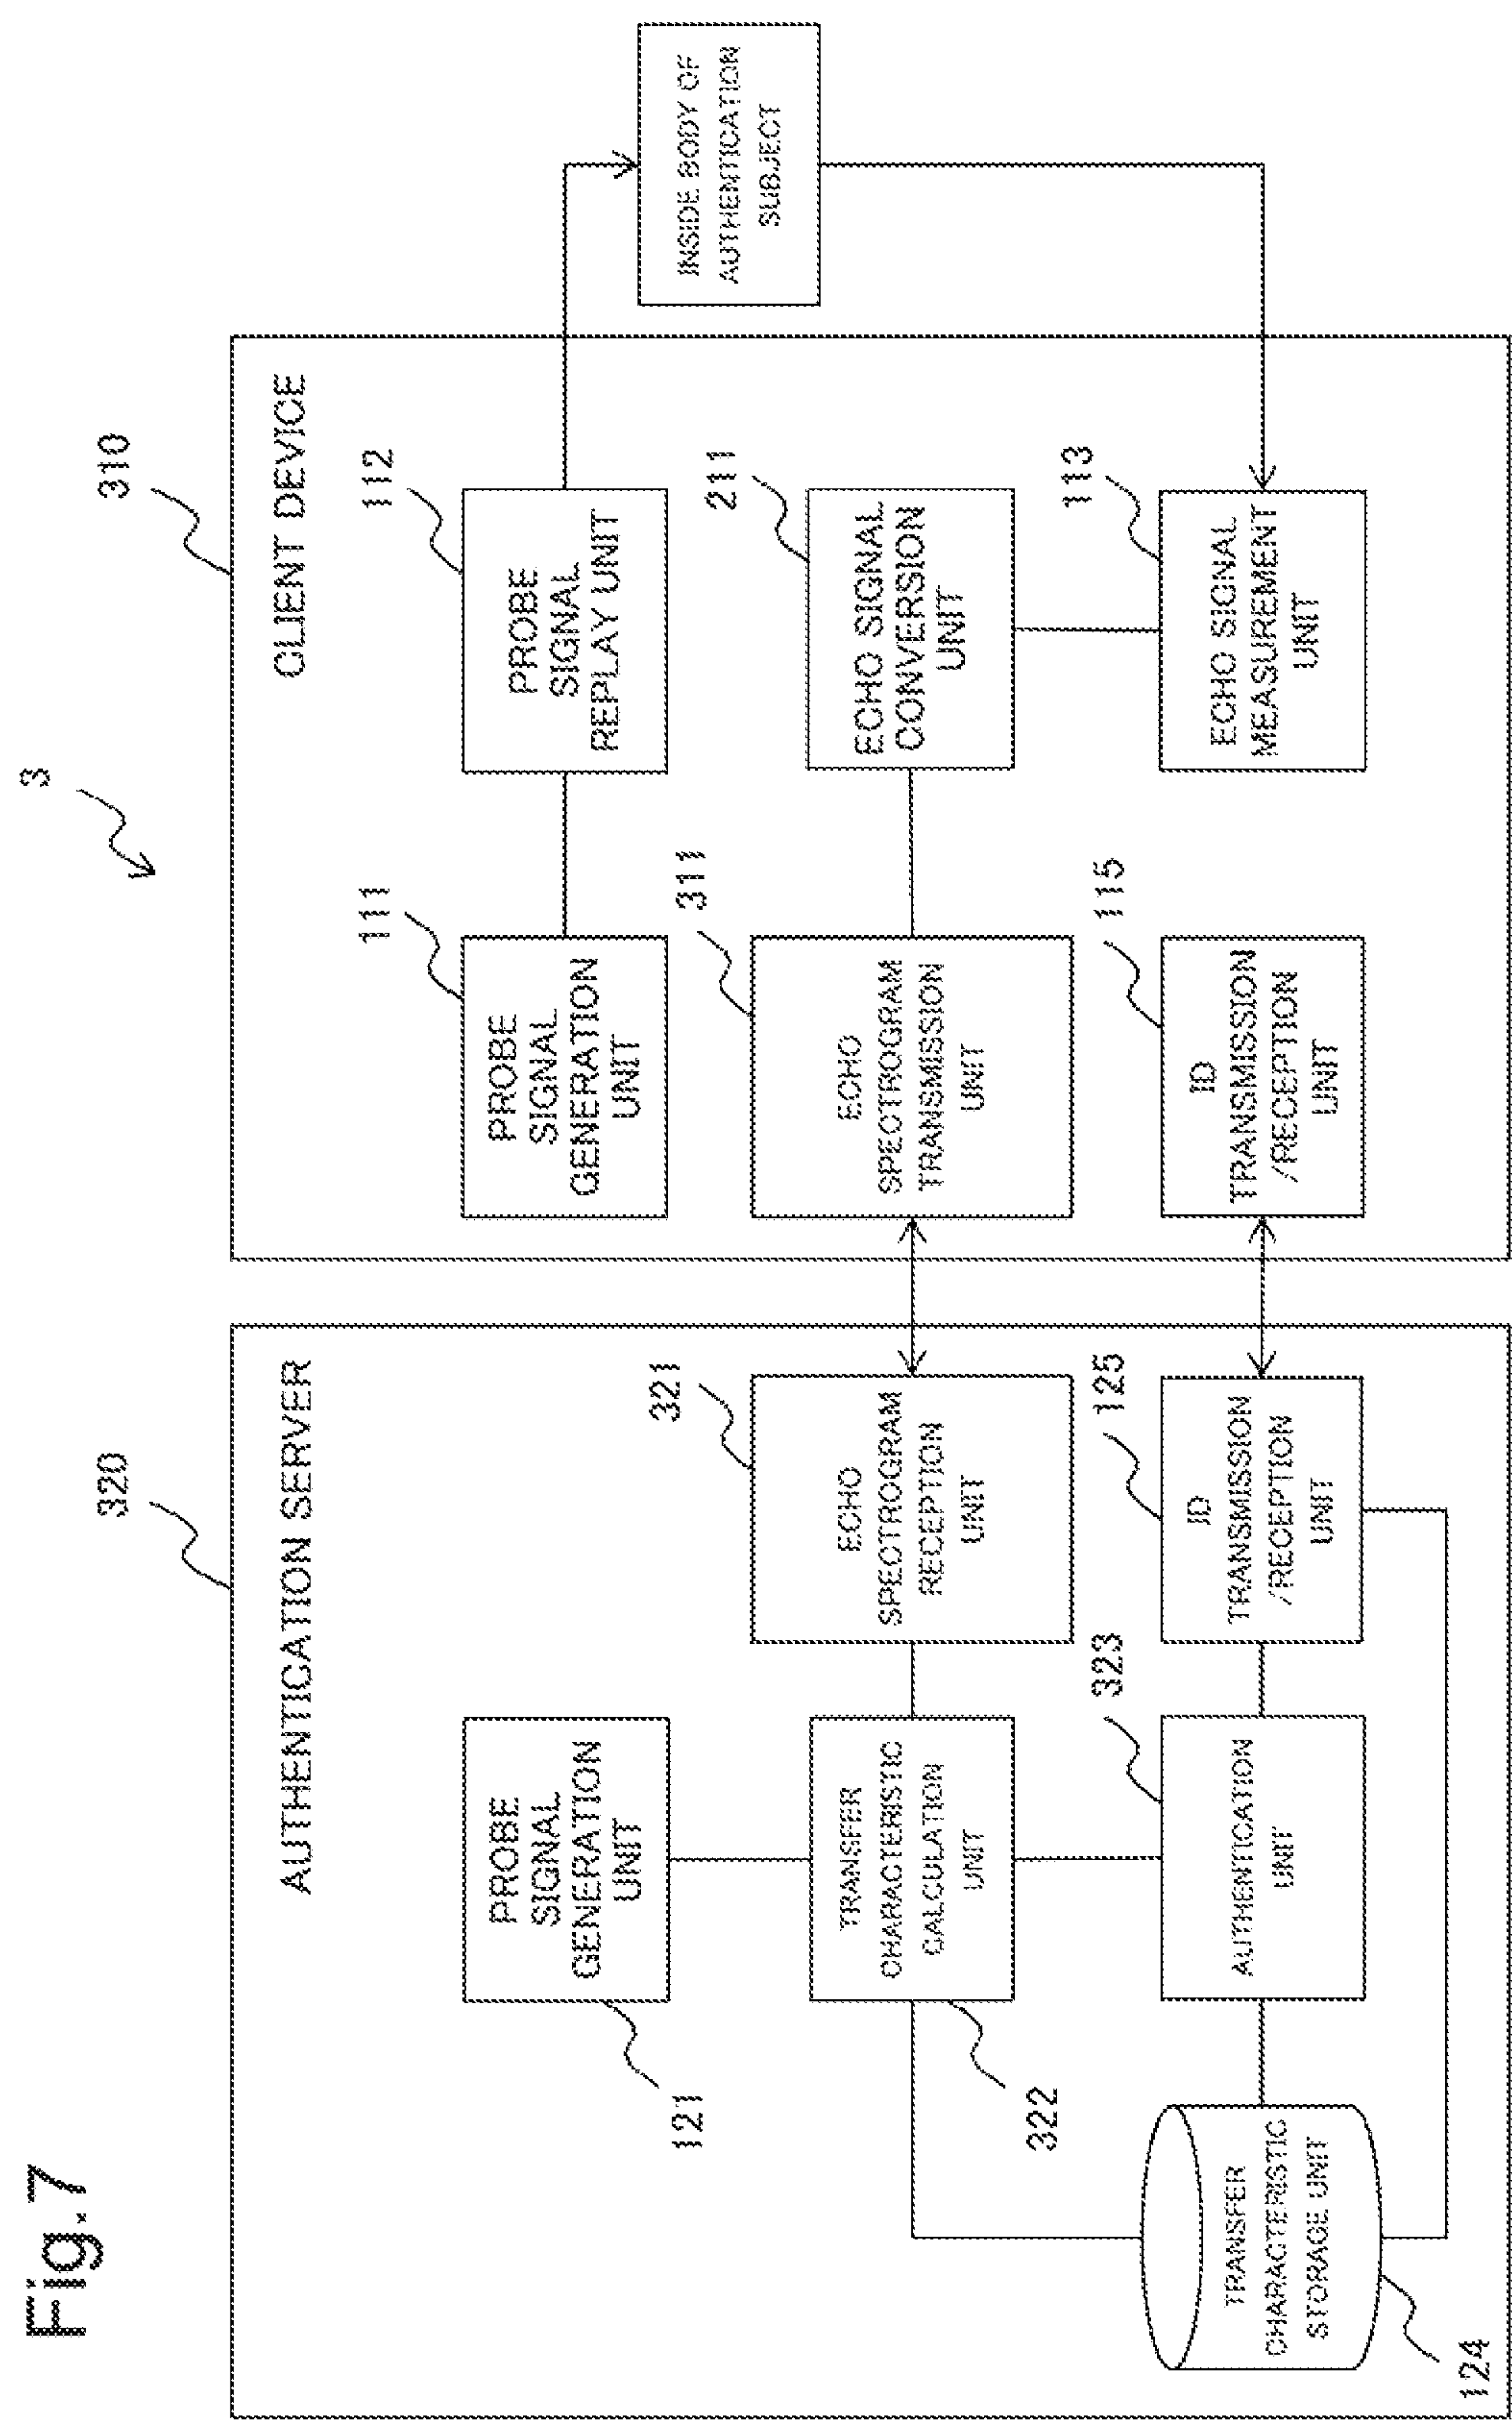 Fig.7
3
320
AUTHENTICATION SERVER
121
PROBE
SIGNAL
GENERATION
UNIT
321
ECHO
SPECTROGRAM
RECEPTION
UNIT
322
TRANSFER
CHARACTERISTIC
CALCULATION
UNIT
124
TRANSFER
CHARACTERISTIC
STORAGE UNIT
323
AUTHENTICATION
UNIT
125
ID
TRANSMISSION
/RECEPTION
UNIT
310
CLIENT DEVICE
111
PROBE
SIGNAL
GENERATION
UNIT
112
PROBE
SIGNAL
REPLAY UNIT
311
ECHO
SPECTROGRAM
TRANSMISSION
UNIT
211
ECHO SIGNAL
CONVERSION
UNIT
115
ID
TRANSMISSION
/RECEPTION
UNIT
113
ECHO SIGNAL
MEASUREMENT
UNIT
INSIDE BODY OF
AUTHENTICATION
SUBJECT